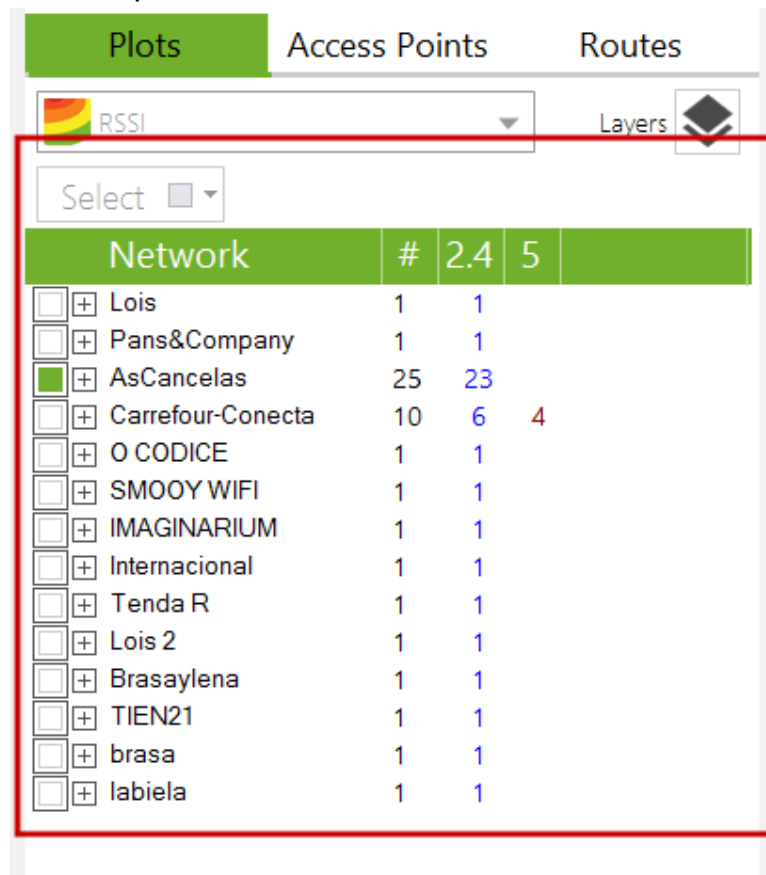 Plots Access Points Routes
RSSI Layers
Select
Network # 2.4 5
Lois 1 1
Pans&Company 1 1
AsCancelas 25 23
Carrefour-Conecta 10 6 4
O CODICE 1 1
SMOOY WIFI 1 1
IMAGINARIUM 1 1
Internacional 1 1
Tenda R 1 1
Lois 2 1 1
Brasaylena 1 1
TIEN21 1 1
brasa 1 1
labiela 1 1